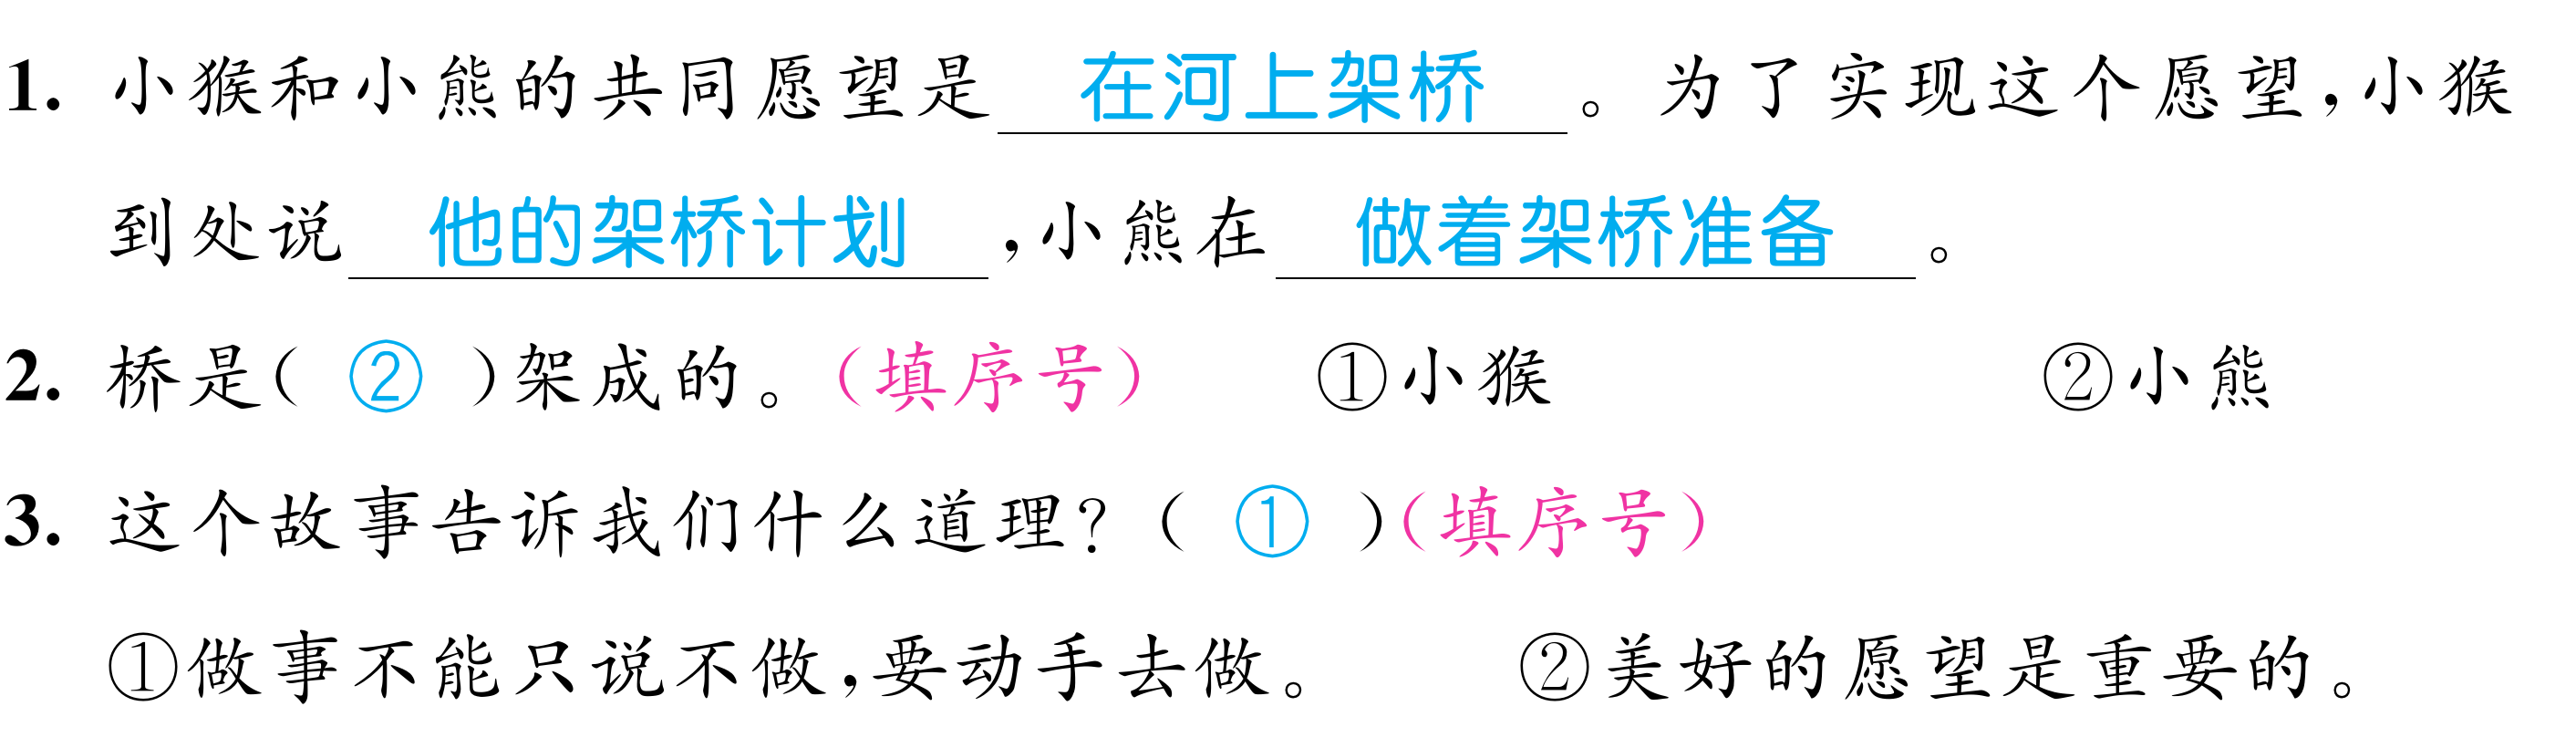 1. 小猴和小熊的共同愿望是 在河上架桥 。为了实现这个愿望,小猴
到处说 他的架桥计划 ,小熊在 做着架桥准备 。
2. 桥是( ② )架成的。(填序号) ①小猴 ②小熊
3. 这个故事告诉我们什么道理?( ① )(填序号)
①做事不能只说不做,要动手去做。 ②美好的愿望是重要的。